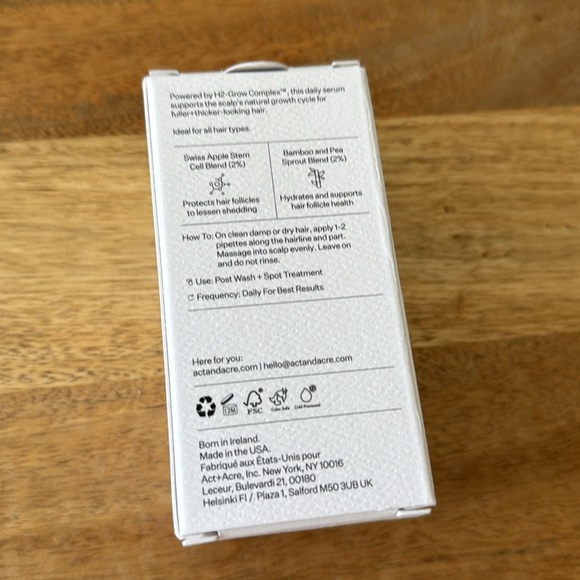 Powered by H2-Grow Complex™, this daily serum
supports the scalp's natural growth cycle for
fuller+thicker-looking hair.
Ideal for all hair types.
Swiss Apple Stem
Cell Blend (2%)
Protects hair follicles
to lessen shedding
Bamboo and Pea
Sprout Blend (2%)
Hydrates and supports
hair follicle health
How To: On clean damp or dry hair, apply 1-2
pipettes along the hairline and part.
Massage into scalp evenly. Leave on
and do not rinse.
Use: Post Wash + Spot Treatment
Frequency: Daily For Best Results
Here for you:
actandacre.com | hello@actandacre.com
12M
FSC
Color Safe
Cold Processed
Born in Ireland.
Made in the USA.
Fabriqué aux États-Unis pour
Act+Acre, Inc. New York, NY 10016
Leceur, Bulevardi 21, 00180
Helsinki FI / Plaza 1, Salford M50 3UB UK